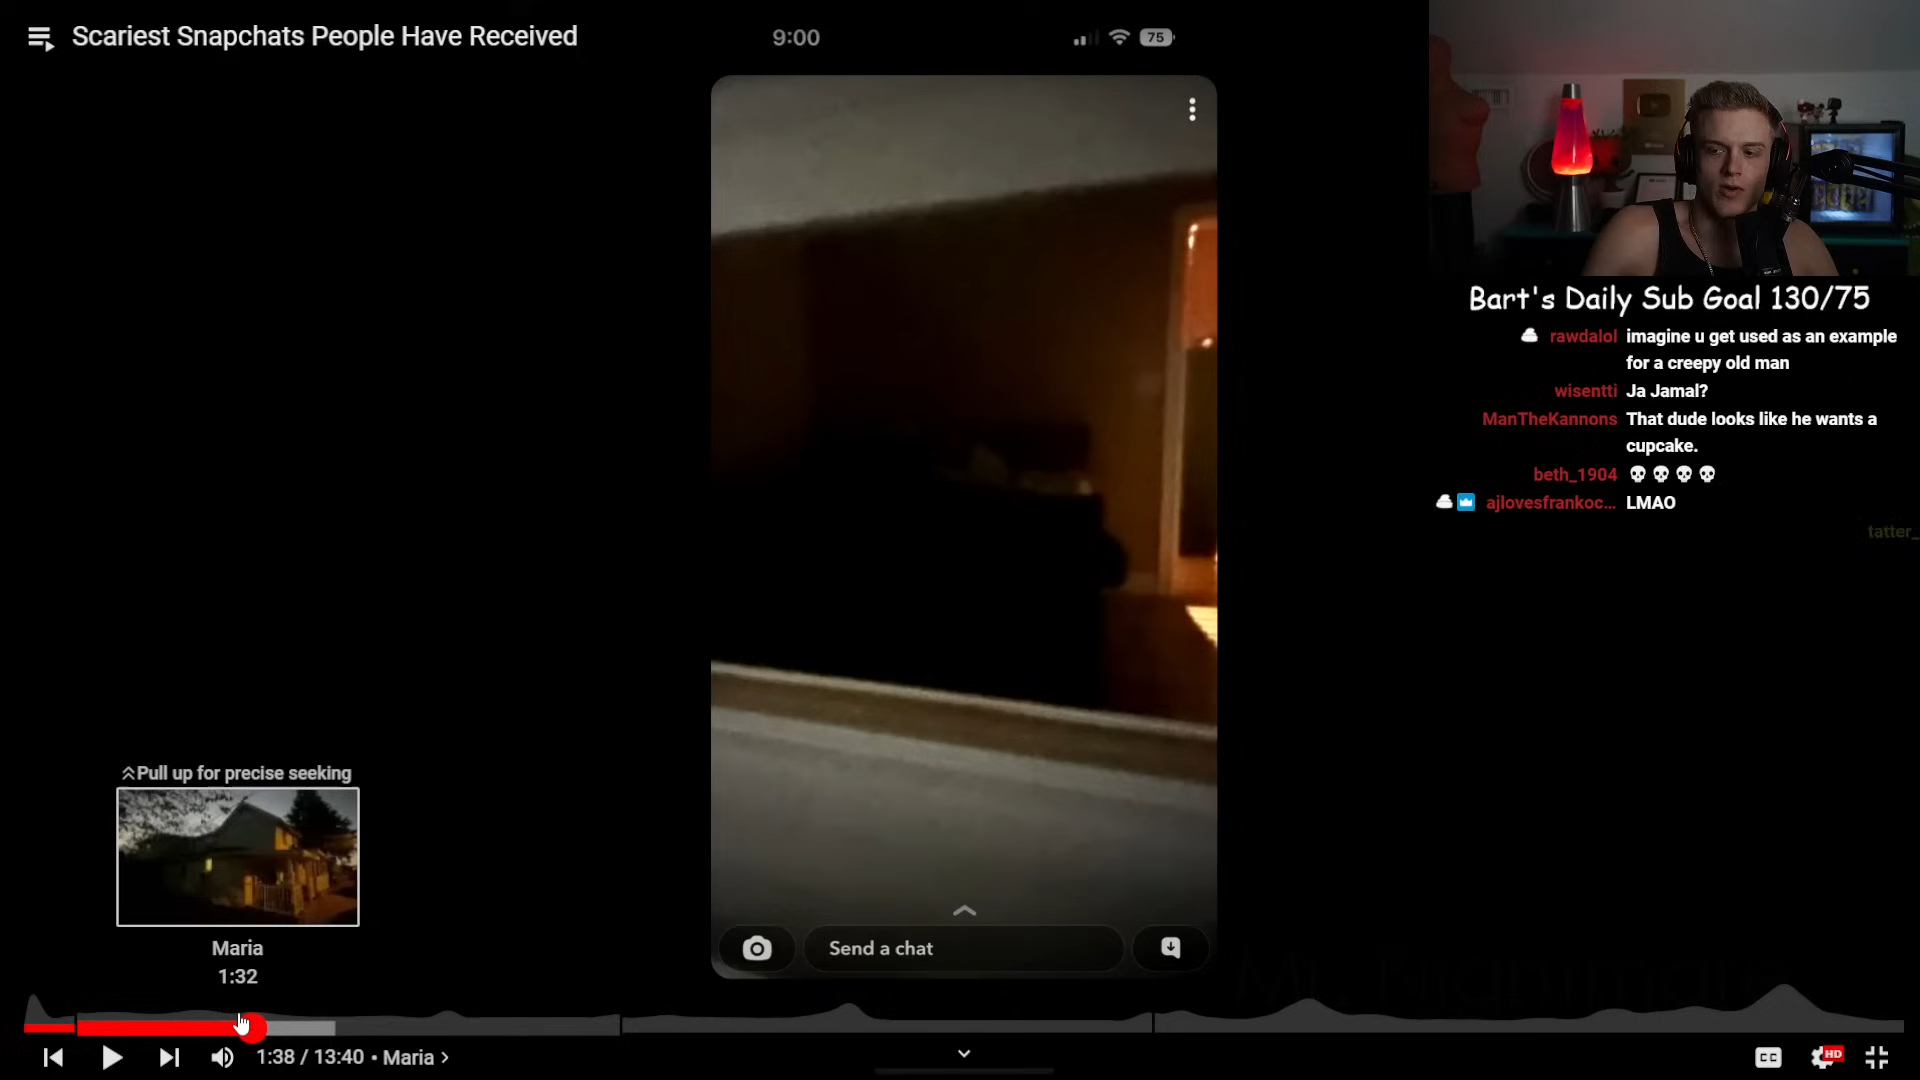 Scariest Snapchats People Have Received
9:00
75
Bart's Daily Sub Goal 130/75
rawdalol imagine u get used as an example
for a creepy old man
wisentti Ja Jamal?
ManTheKannons That dude looks like he wants a
cupcake.
beth_1904 💀💀💀💀
ajlovesfrankoc... LMAO
tatter_
Pull up for precise seeking
Maria
1:32
Send a chat
1:38 / 13:40 • Maria
CC
HD